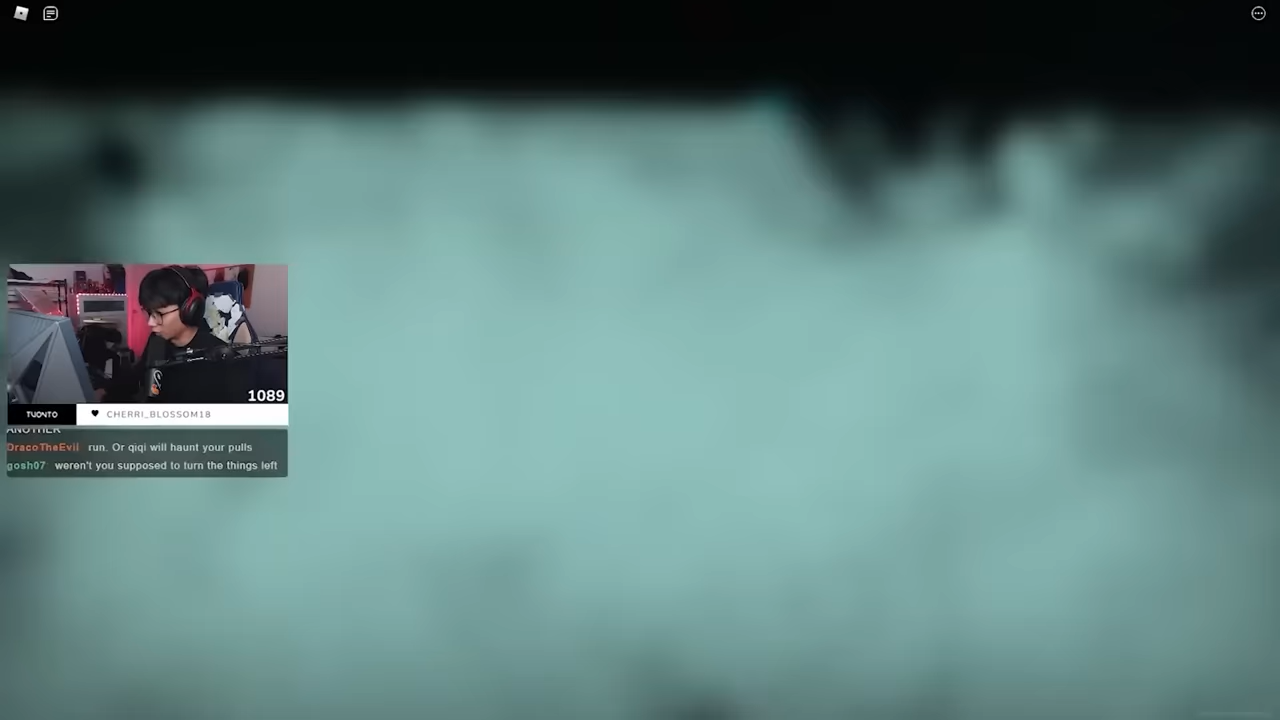 1089
TUONTO
CHERRI_BLOSSOM18
ANOTHER
DracoTheEvil run. Or qiqi will haunt your pulls
gosh07 weren't you supposed to turn the things left